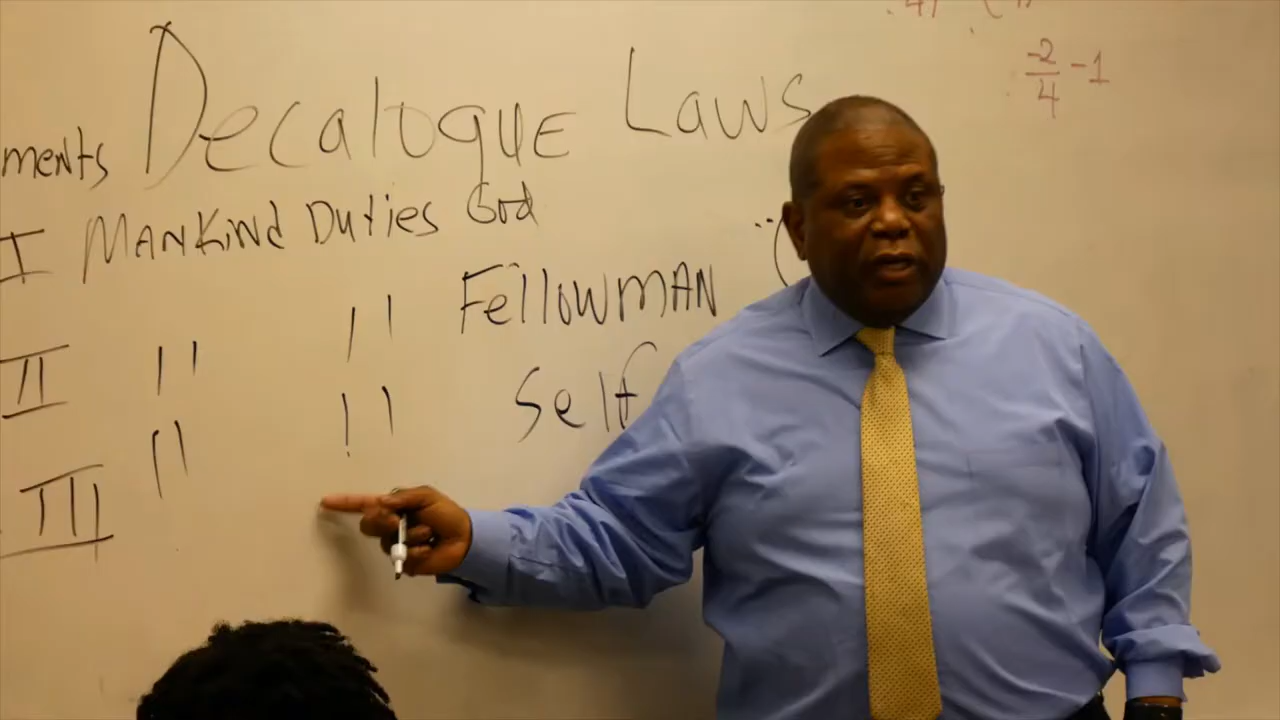 Decalogue Laws
ments
I Mankind Duties God
II " " Fellowman
III " " Self
-2/4 -1